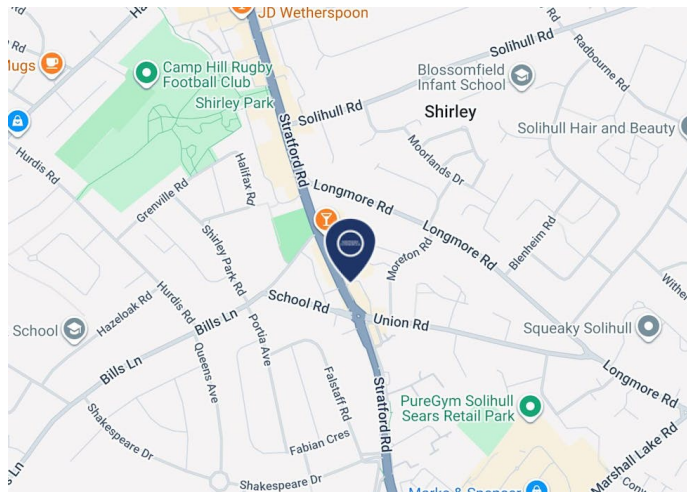 JD Wetherspoon
Ha
Solihull Rd
Radbourne Rd
Mugs
Camp Hill Rugby
Football Club
Blossomfield
Infant School
Shirley Park
Solihull Rd
Shirley
Stratford Rd
Solihull Hair and Beauty
Hurdis Rd
Halifax Rd
Moorlands Dr
Grenville Rd
Longmore Rd
Longmore Rd
Blenheim Rd
Shirley Park Rd
Moreton Rd
Hazeloak Rd
Hurdis Rd
School Rd
School
Bills Ln
Portia Ave
Union Rd
Squeaky Solihull
Queens Ave
Bills Ln
Falstaff Rd
Stratford Rd
Longmore Rd
PureGym Solihull
Sears Retail Park
Shakespeare Dr
Fabian Cres
Marshall Lake Rd
s Ln
Shakespeare Dr
Marks & Spencer